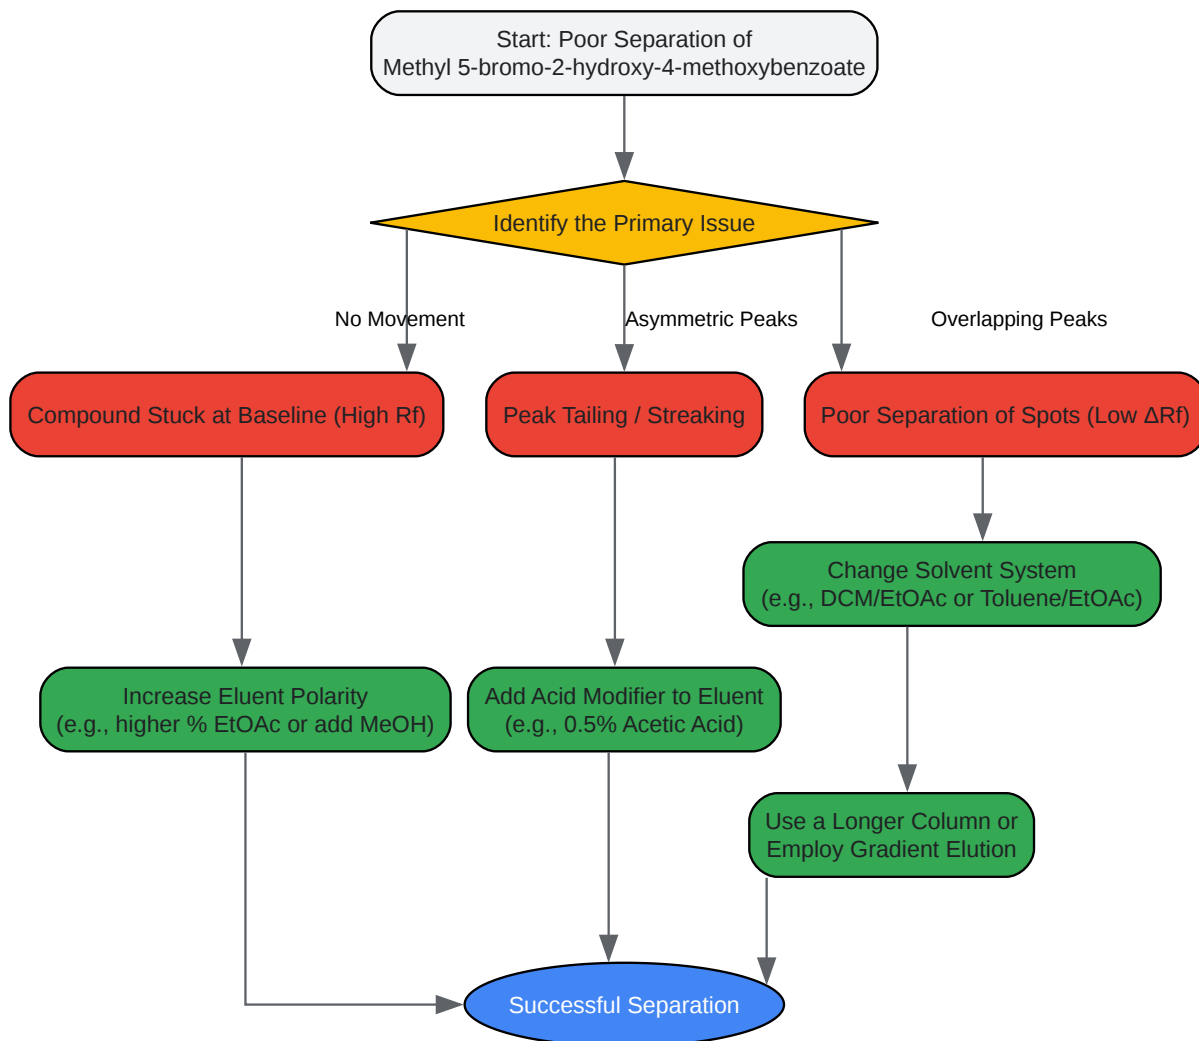 Start: Poor Separation of
Methyl 5-bromo-2-hydroxy-4-methoxybenzoate
Identify the Primary Issue
No Movement
Asymmetric Peaks
Overlapping Peaks
Compound Stuck at Baseline (High Rf)
Peak Tailing / Streaking
Poor Separation of Spots (Low ΔRf)
Change Solvent System
(e.g., DCM/EtOAc or Toluene/EtOAc)
Increase Eluent Polarity
(e.g., higher % EtOAc or add MeOH)
Add Acid Modifier to Eluent
(e.g., 0.5% Acetic Acid)
Use a Longer Column or
Employ Gradient Elution
Successful Separation